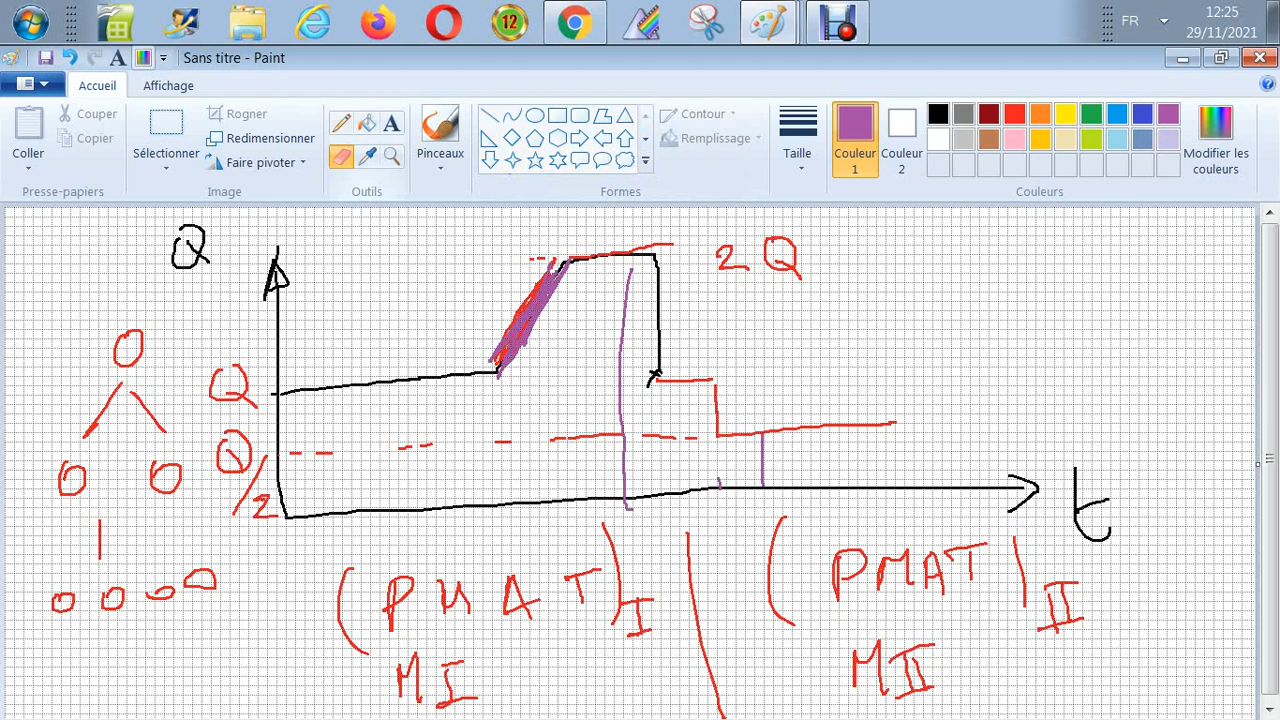 12
FR
12:25
29/11/2021
Sans titre - Paint
Accueil
Affichage
Coller
Couper
Copier
Presse-papiers
Sélectionner
Rogner
Redimensionner
Faire pivoter
Image
A
Outils
Pinceaux
Formes
Contour
Remplissage
Taille
Couleur
1
Couleur
2
Modifier les
couleurs
Couleurs
Q
2Q
Q
Q/2
t
(PMAT)I
(PMAT)II
MI
MII